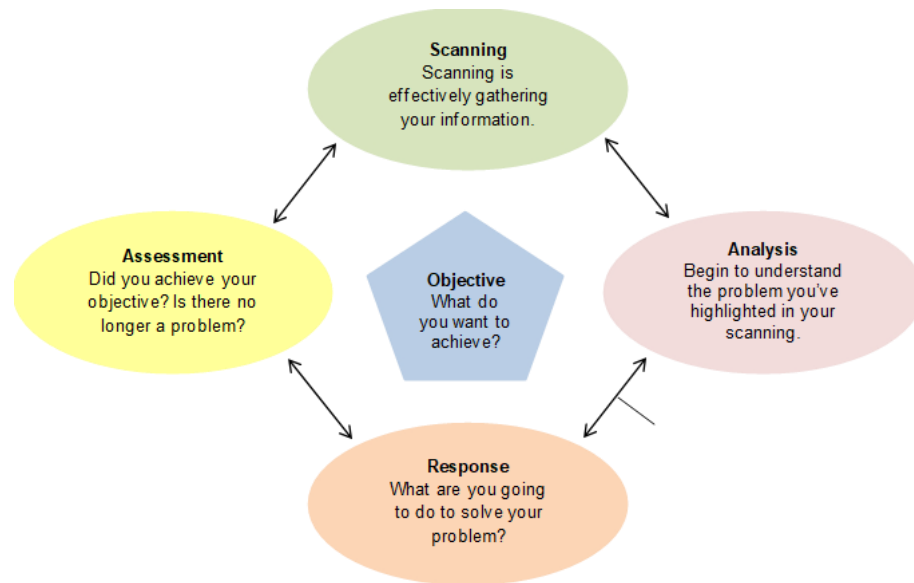 Scanning
Scanning is
effectively gathering
your information.
Assessment
Did you achieve your
objective? Is there no
longer a problem?
Objective
What do
you want to
achieve?
Analysis
Begin to understand
the problem you've
highlighted in your
scanning.
Response
What are you going
to do to solve your
problem?